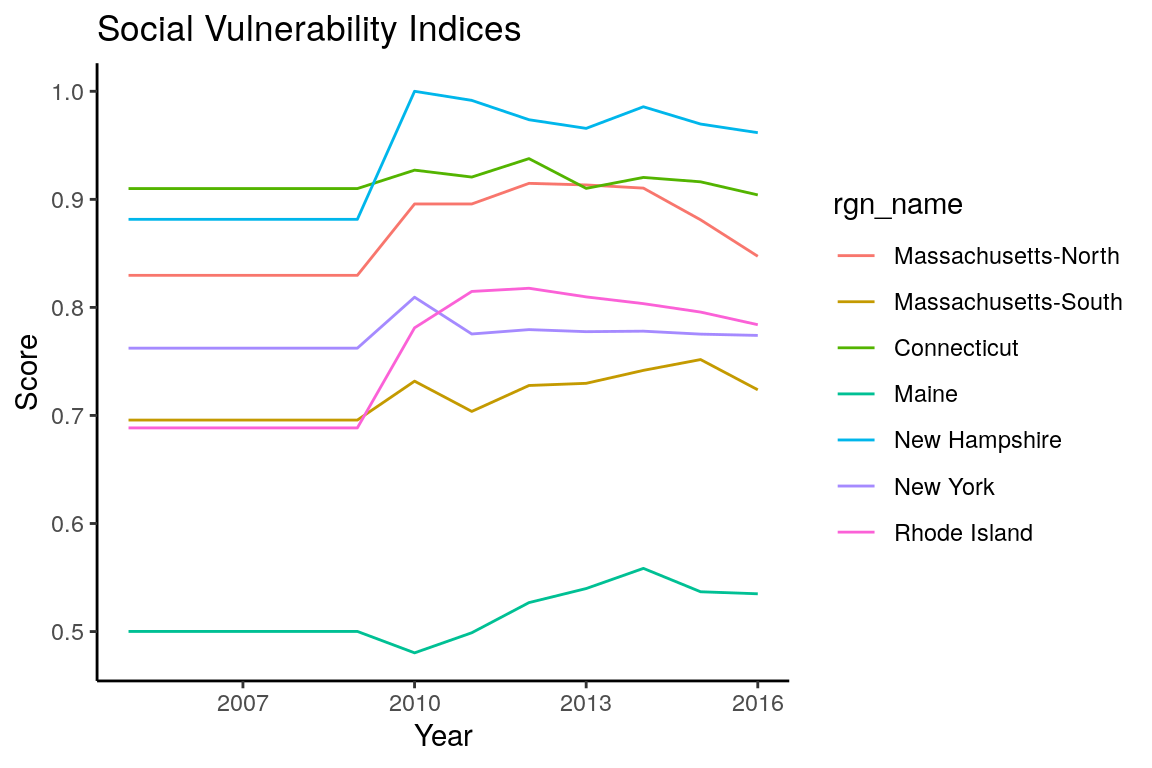 Social Vulnerability Indices
1.0
0.9
0.8
0.7
0.6
0.5
Score
2007 2010 2013 2016
Year
rgn_name
Massachusetts-North
Massachusetts-South
Connecticut
Maine
New Hampshire
New York
Rhode Island